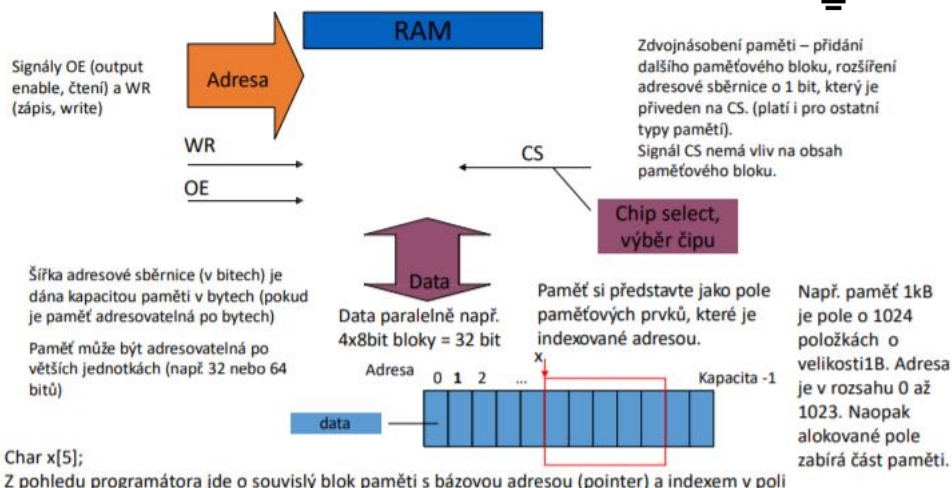 RAM
Signály OE (output
enable, čtení) a WR
(zápis, write)
Adresa
Zdvojnásobení paměti – přidání
dalšího paměťového bloku, rozšíření
adresové sběrnice o 1 bit, který je
přiveden na CS. (platí i pro ostatní
typy pamětí).
Signál CS nemá vliv na obsah
paměťového bloku.
WR
OE
CS
Chip select,
výběr čipu
Data
Šířka adresové sběrnice (v bitech) je
dána kapacitou paměti v bytech (pokud
je paměť adresovatelná po bytech)
Paměť může být adresovatelná po
větších jednotkách (např. 32 nebo 64
bitů)
Data paralelně např.
4x8bit bloky = 32 bit
Paměť si představte jako pole
paměťových prvků, které je
indexované adresou.
Např. paměť 1kB
je pole o 1024
položkách o
velikosti1B. Adresa
je v rozsahu 0 až
1023. Naopak
alokované pole
zabírá část paměti.
x
Adresa 0 1 2 ... Kapacita -1
data
Char x[5];
Z pohledu programátora jde o souvislý blok paměti s bázovou adresou (pointer) a indexem v poli